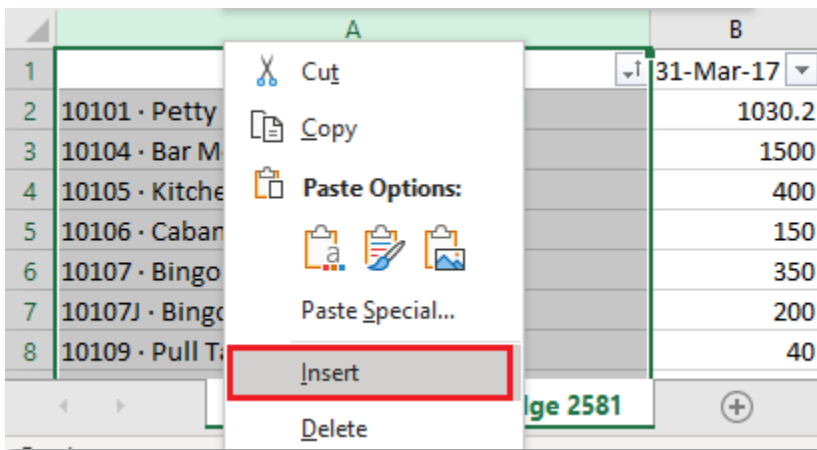 A B
1 31-Mar-17
2 10101 · Petty 1030.2
3 10104 · Bar M 1500
4 10105 · Kitche 400
5 10106 · Caban 150
6 10107 · Bingo 350
7 10107J · Bingo 200
8 10109 · Pull Ta 40
Cut
Copy
Paste Options:
a
Paste Special...
Insert
Delete
lge 2581